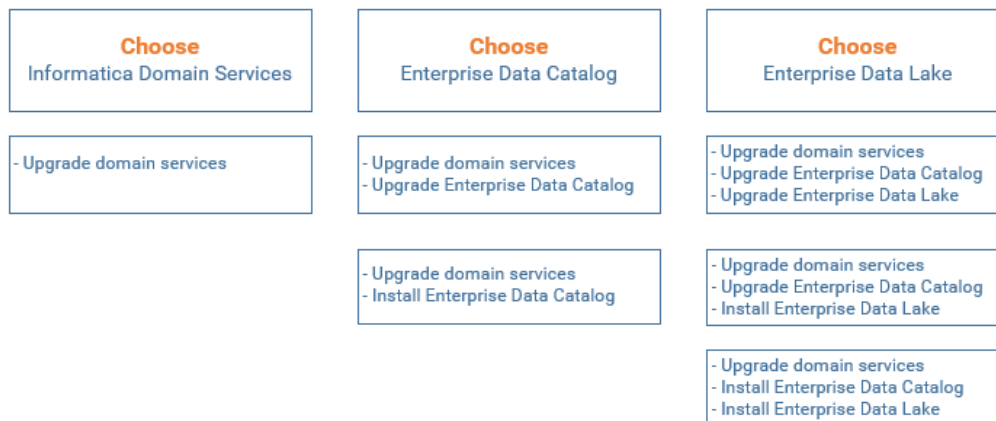 Choose
Informatica Domain Services
- Upgrade domain services
Choose
Enterprise Data Catalog
- Upgrade domain services
- Upgrade Enterprise Data Catalog
- Upgrade domain services
- Install Enterprise Data Catalog
Choose
Enterprise Data Lake
- Upgrade domain services
- Upgrade Enterprise Data Catalog
- Upgrade Enterprise Data Lake
- Upgrade domain services
- Upgrade Enterprise Data Catalog
- Install Enterprise Data Lake
- Upgrade domain services
- Install Enterprise Data Catalog
- Install Enterprise Data Lake